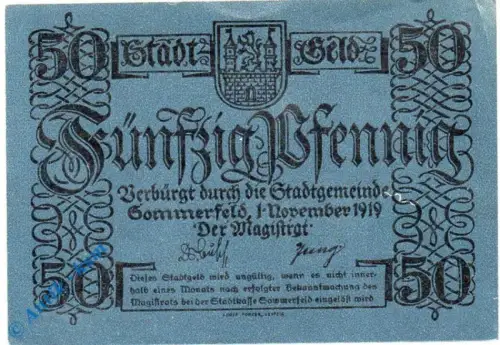 50 Stadt Geld 50
Fünfzig Pfennig
Verbürgt durch die Stadtgemeinde
Sommerfeld, 1. November 1919
Der Magistrat
Jung
Dieses Stadtgeld wird ungültig, wenn es nicht inner-
halb eines Monats nach erfolgter Bekanntmachung des
Magistrats bei der Stadtkasse Sommerfeld eingelöst wird
50 50